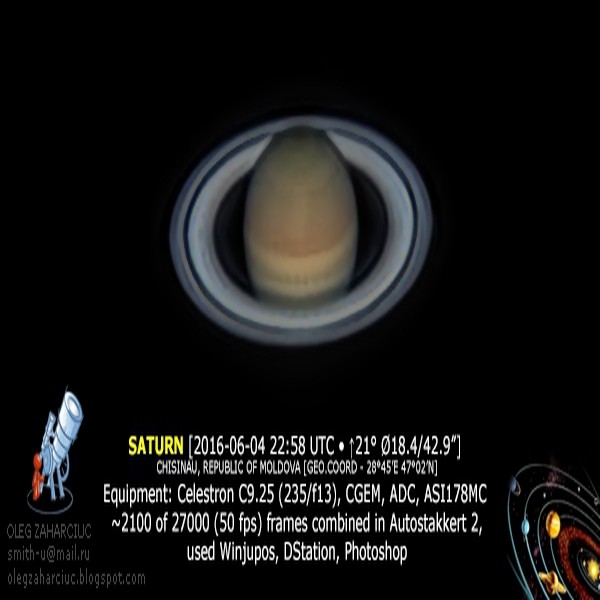 SATURN [2016-06-04 22:58 UTC • ↑21° Ø18.4/42.9"]
CHISINĂU, REPUBLIC OF MOLDOVA [GEO.COORD - 28°45'E 47°02'N]
Equipment: Celestron C9.25 (235/f13), CGEM, ADC, ASI178MC
~2100 of 27000 (50 fps) frames combined in Autostakkert 2,
used Winjupos, DStation, Photoshop
OLEG ZAHARCIUC
smith-u@mail.ru
olegzaharciuc.blogspot.com